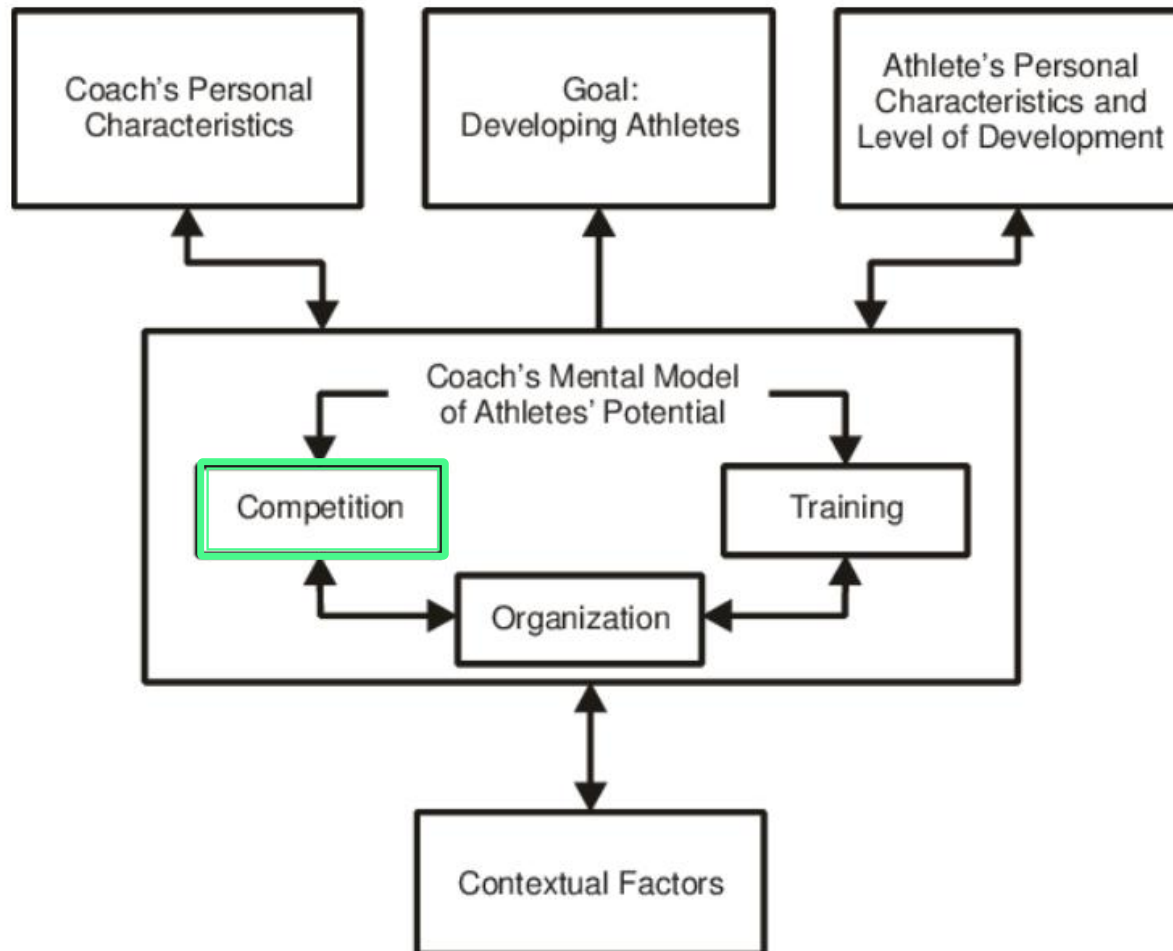 Coach's Personal
Characteristics
Goal:
Developing Athletes
Athlete's Personal
Characteristics and
Level of Development
Coach's Mental Model
of Athletes' Potential
Competition
Training
Organization
Contextual Factors